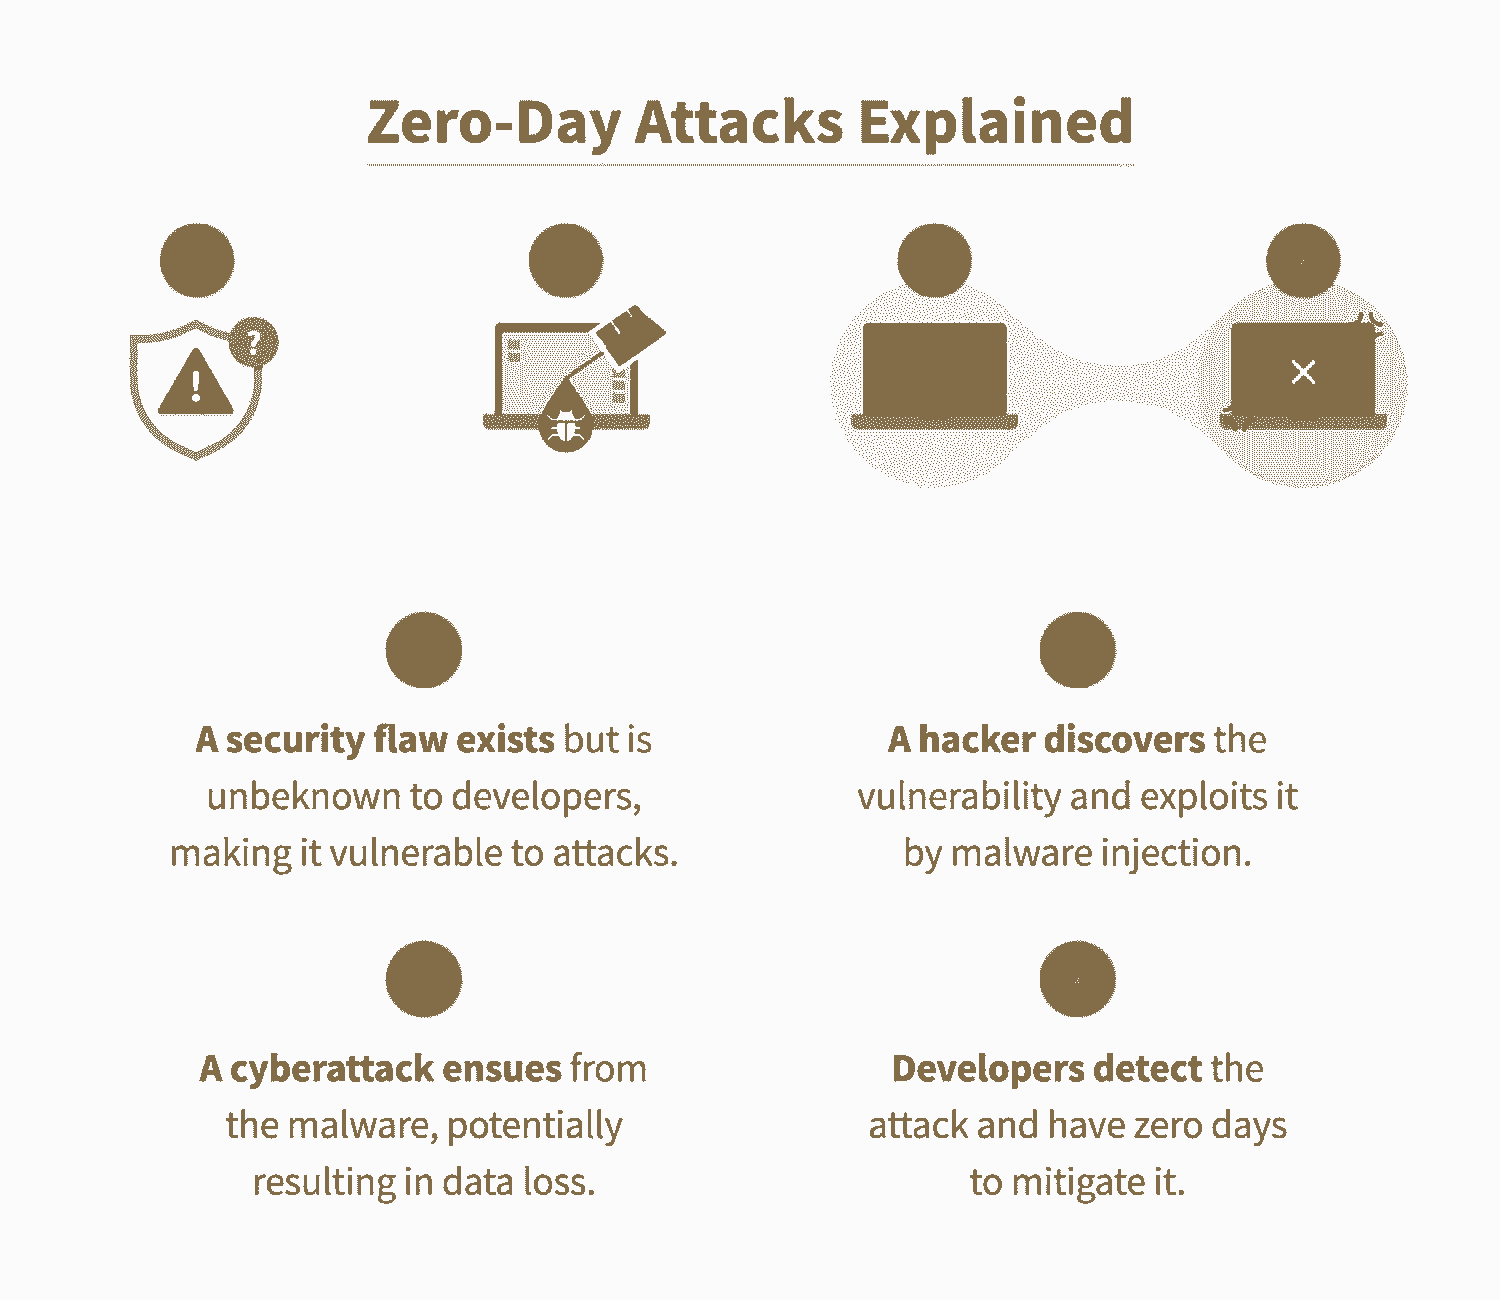 Zero-Day Attacks Explained
?
!
A security flaw exists but is
unbeknown to developers,
making it vulnerable to attacks.
A hacker discovers the
vulnerability and exploits it
by malware injection.
A cyberattack ensues from
the malware, potentially
resulting in data loss.
Developers detect the
attack and have zero days
to mitigate it.